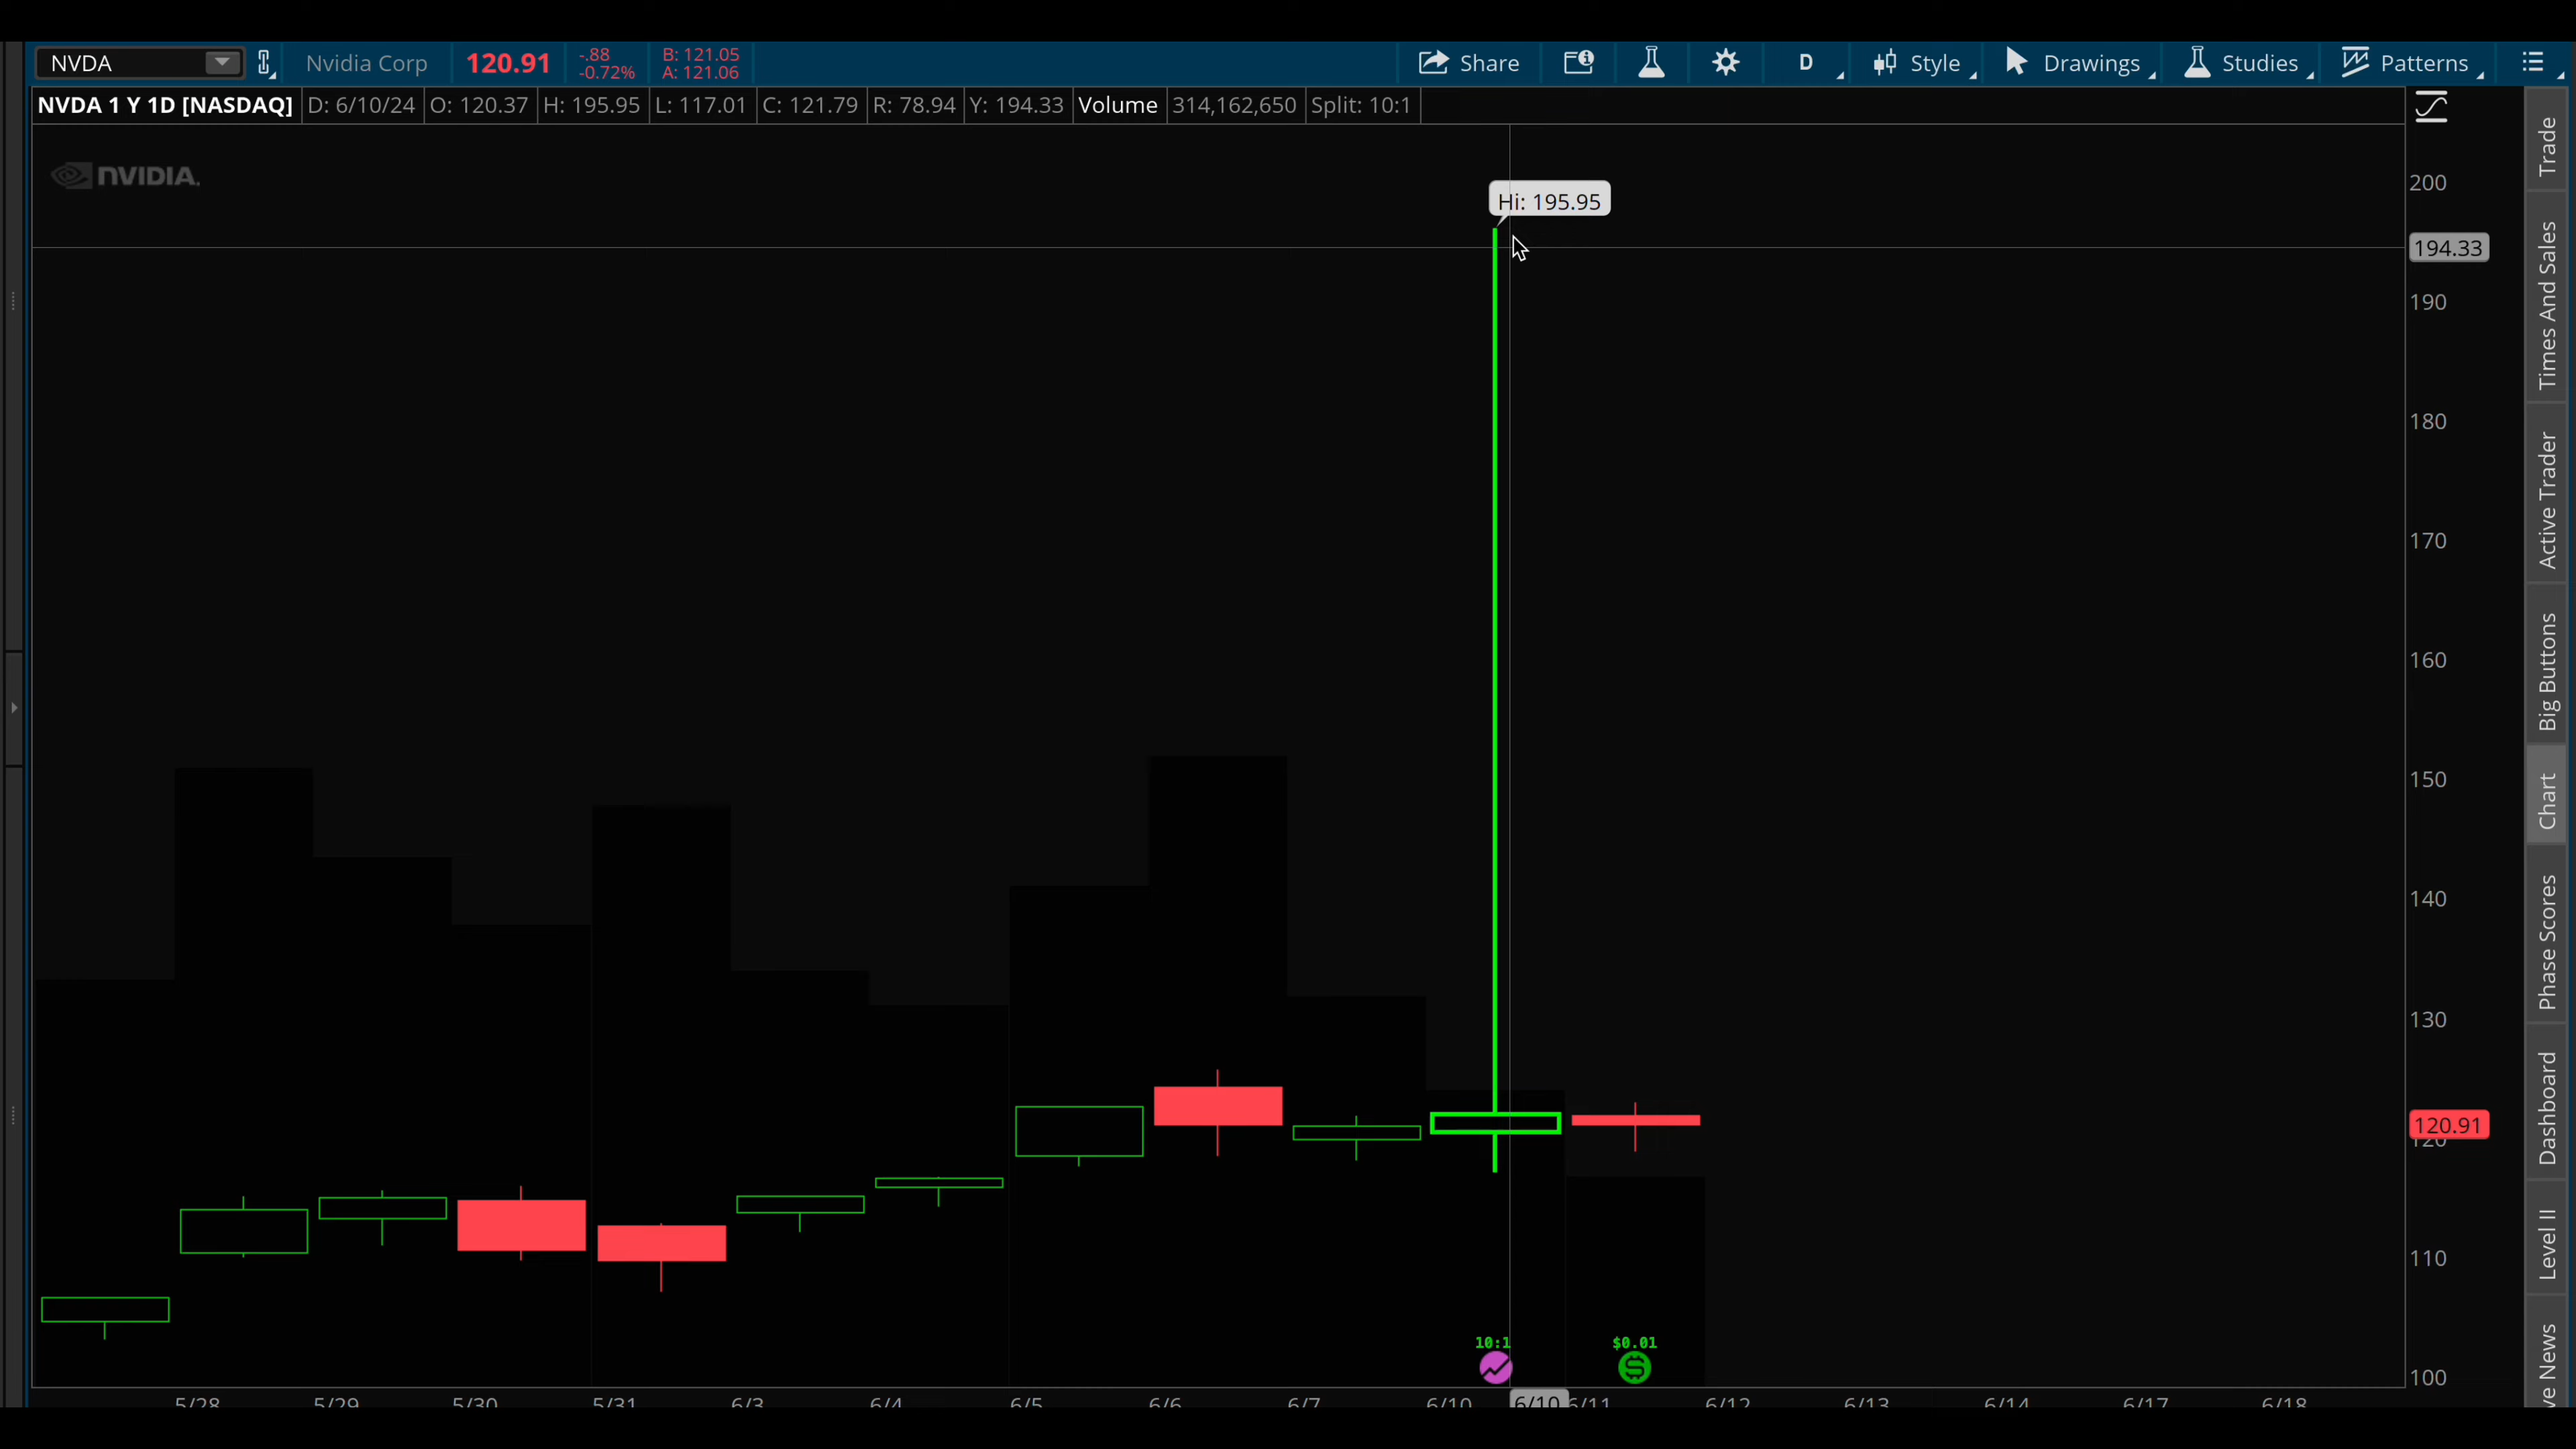 NVDA
Nvidia Corp
120.91
-.88
-0.72%
B: 121.05
A: 121.06
Share
D
Style
Drawings
Studies
Patterns
NVDA 1 Y 1D [NASDAQ] D: 6/10/24 O: 120.37 H: 195.95 L: 117.01 C: 121.79 R: 78.94 Y: 194.33 Volume 314,162,650 Split: 10:1
NVIDIA.
Hi: 195.95
200
194.33
190
180
170
160
150
140
130
120.91
120
110
100
10:1
$0.01
5/28 5/29 5/30 5/31 6/3 6/4 6/5 6/6 6/7 6/10 6/10 6/11 6/12 6/13 6/14 6/17 6/18
Trade
Times And Sales
Active Trader
Big Buttons
Chart
Phase Scores
Dashboard
Level II
ve News